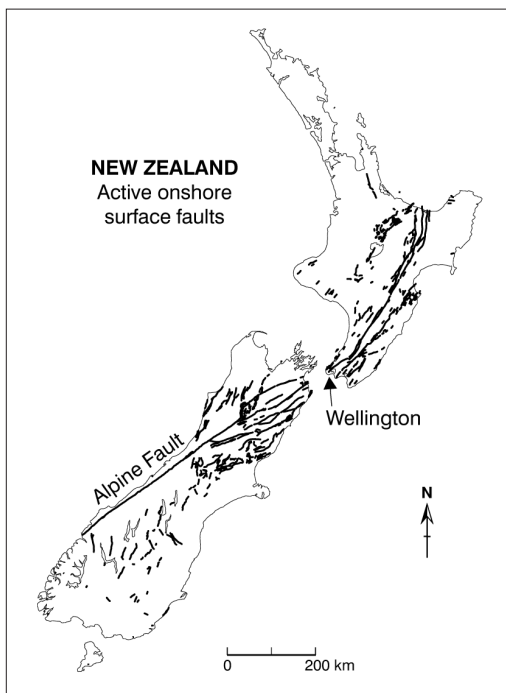 NEW ZEALAND
Active onshore
surface faults
Wellington
Alpine Fault
N
0 200 km